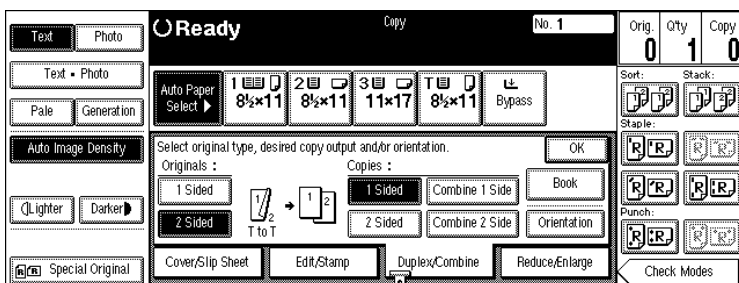 Text Photo
Text • Photo
Pale Generation
Auto Image Density
Lighter Darker
Special Original
Ready
Copy
No. 1
Orig. Q'ty Copy
0 1 0
Auto Paper Select ▶
1 8½×11
2 8½×11
3 11×17
T 8½×11
Bypass
Select original type, desired copy output and/or orientation.
OK
Originals :
Copies :
1 Sided
2 Sided
1 2
T to T
1 2
1 Sided
Combine 1 Side
Book
2 Sided
Combine 2 Side
Orientation
Cover/Slip Sheet
Edit/Stamp
Duplex/Combine
Reduce/Enlarge
Sort: Stack:
Staple:
Punch:
Check Modes